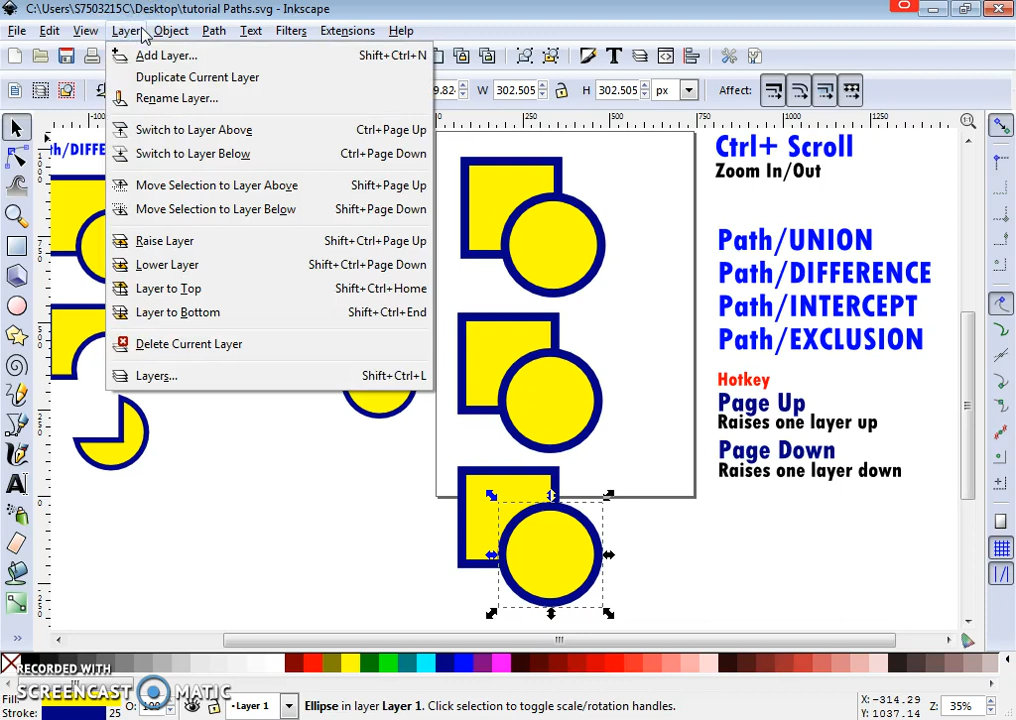 C:\Users\S7503215C\Desktop\tutorial Paths.svg - Inkscape
File Edit View Layer Object Path Text Filters Extensions Help
Add Layer... Shift+Ctrl+N
Duplicate Current Layer
Rename Layer...
Switch to Layer Above Ctrl+Page Up
Switch to Layer Below Ctrl+Page Down
Move Selection to Layer Above Shift+Page Up
Move Selection to Layer Below Shift+Page Down
Raise Layer Shift+Ctrl+Page Up
Lower Layer Shift+Ctrl+Page Down
Layer to Top Shift+Ctrl+Home
Layer to Bottom Shift+Ctrl+End
Delete Current Layer
Layers... Shift+Ctrl+L
W 302.505 H 302.505 px Affect:
750 1000 1250
Ctrl+ Scroll
Zoom In/Out
Path/UNION
Path/DIFFERENCE
Path/INTERCEPT
Path/EXCLUSION
Hotkey
Page Up
Raises one layer up
Page Down
Raises one layer down
RECORDED WITH
SCREENCAST MATIC
Fill:
Stroke: 25
O: 100
Layer 1
Ellipse in layer Layer 1. Click selection to toggle scale/rotation handles.
X: -314.29
Y: 1037.14
Z: 35%